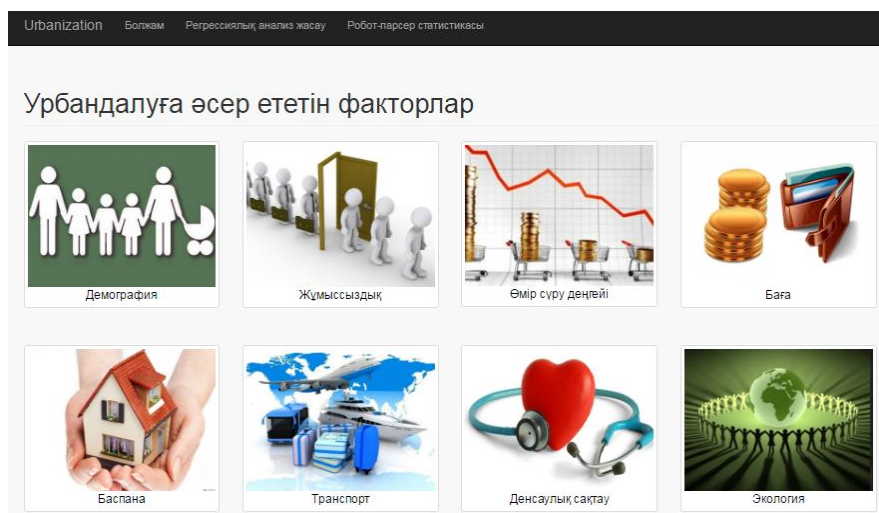 Urbanization Болжам Регрессиялық анализ жасау Робот-парсер статистикасы
Урбандалуға әсер ететін факторлар
Демография Жұмыссыздық Өмір сүру деңгейі Баға
Баспана Транспорт Денсаулық сақтау Экология